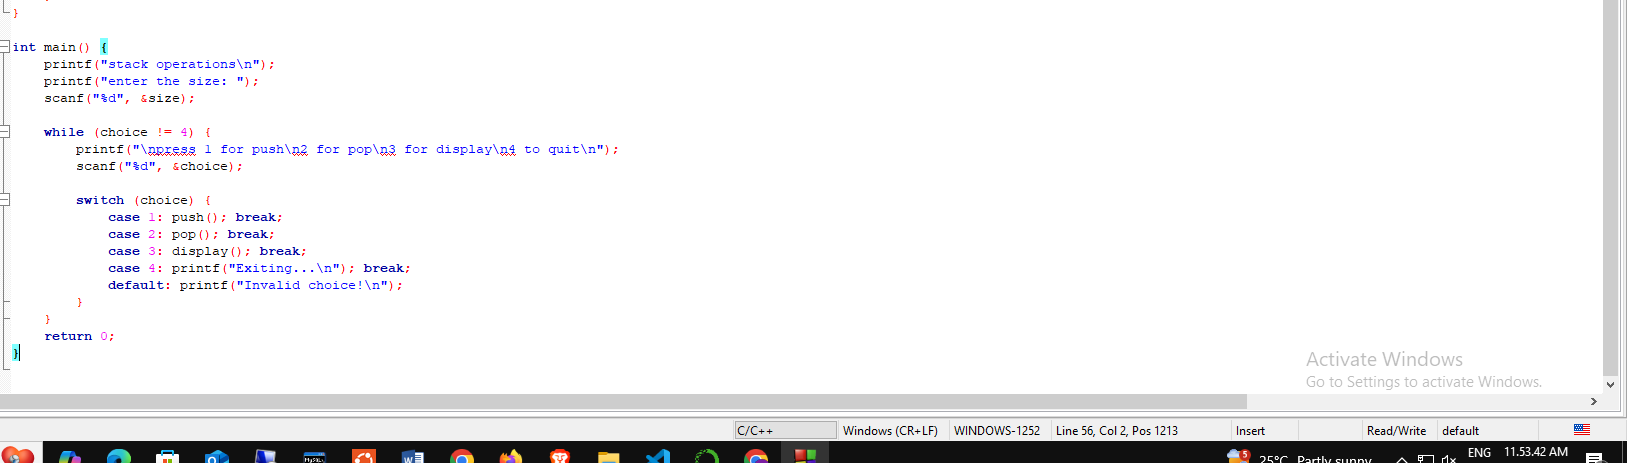 }
int main() {
    printf("stack operations\n");
    printf("enter the size: ");
    scanf("%d", &size);
    while (choice != 4) {
        printf("\npress 1 for push\n2 for pop\n3 for display\n4 to quit\n");
        scanf("%d", &choice);
        switch (choice) {
            case 1: push(); break;
            case 2: pop(); break;
            case 3: display(); break;
            case 4: printf("Exiting...\n"); break;
            default: printf("Invalid choice!\n");
        }
    }
    return 0;
}
Activate Windows
Go to Settings to activate Windows.
C/C++ Windows (CR+LF) WINDOWS-1252 Line 56, Col 2, Pos 1213 Insert Read/Write default
MySQL W 5 25°C Partly sunny ENG 11.53.42 AM